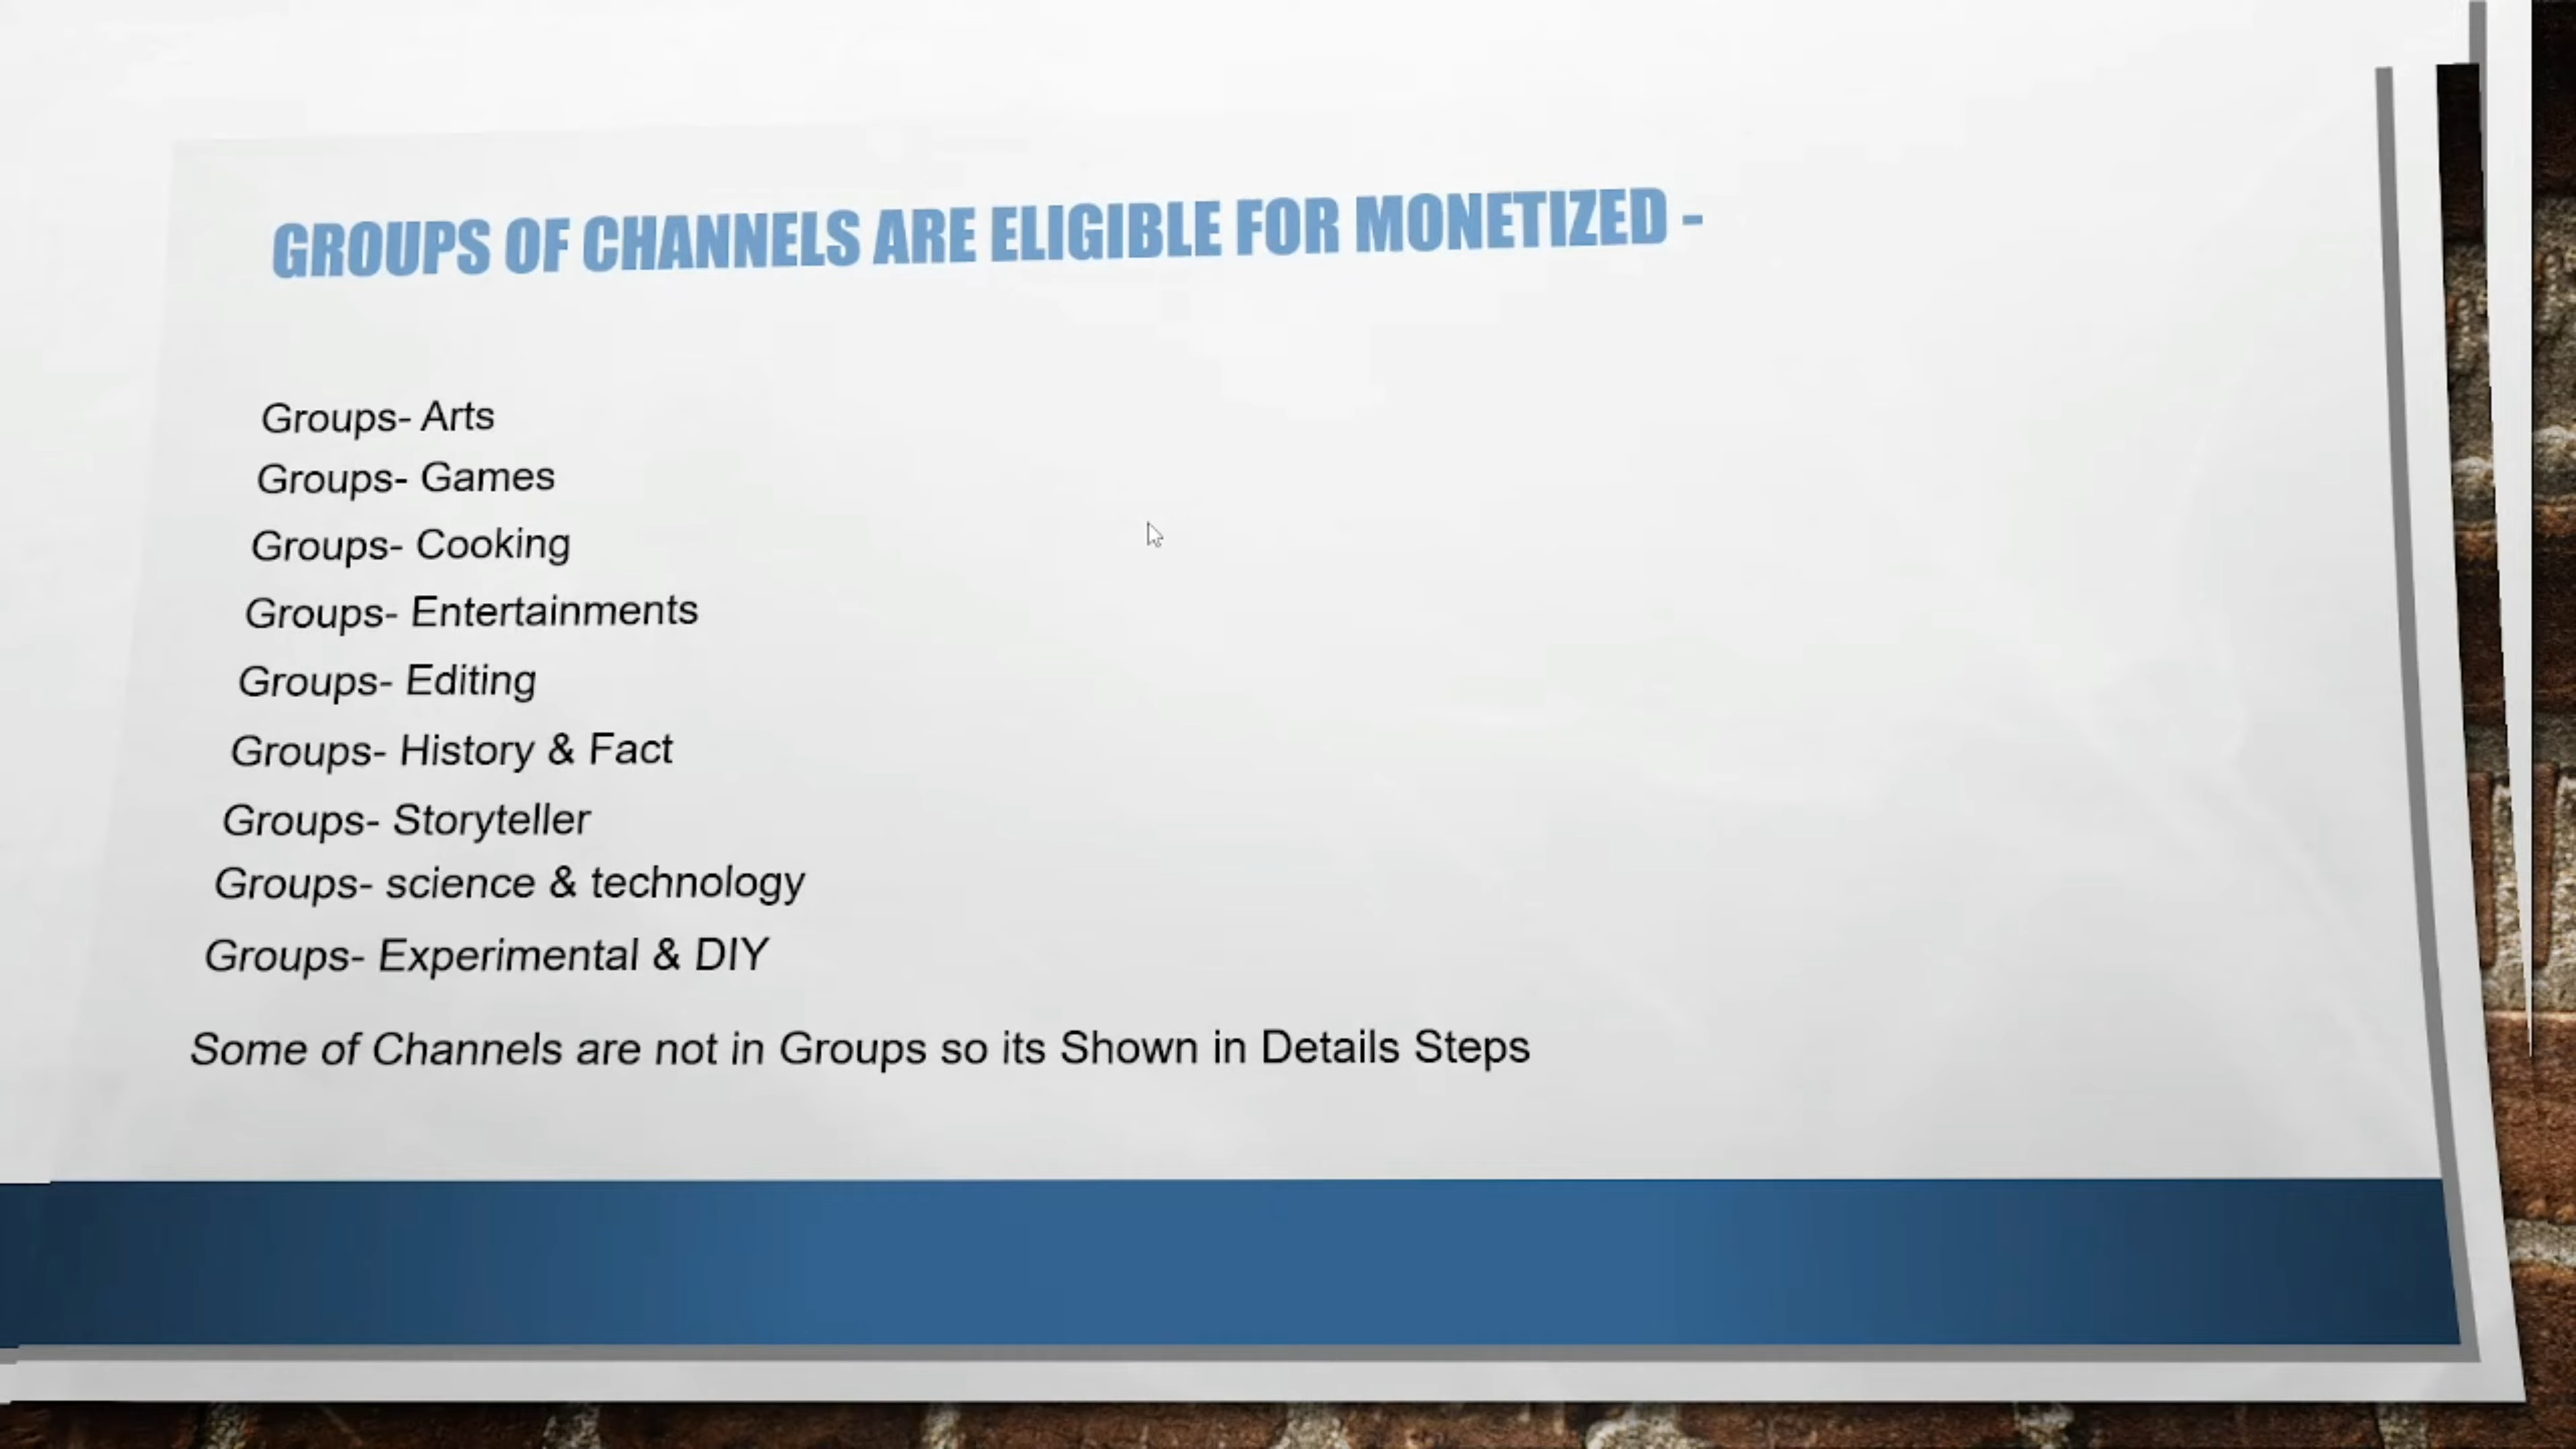 GROUPS OF CHANNELS ARE ELIGIBLE FOR MONETIZED -
Groups- Arts
Groups- Games
Groups- Cooking
Groups- Entertainments
Groups- Editing
Groups- History & Fact
Groups- Storyteller
Groups- science & technology
Groups- Experimental & DIY
Some of Channels are not in Groups so its Shown in Details Steps